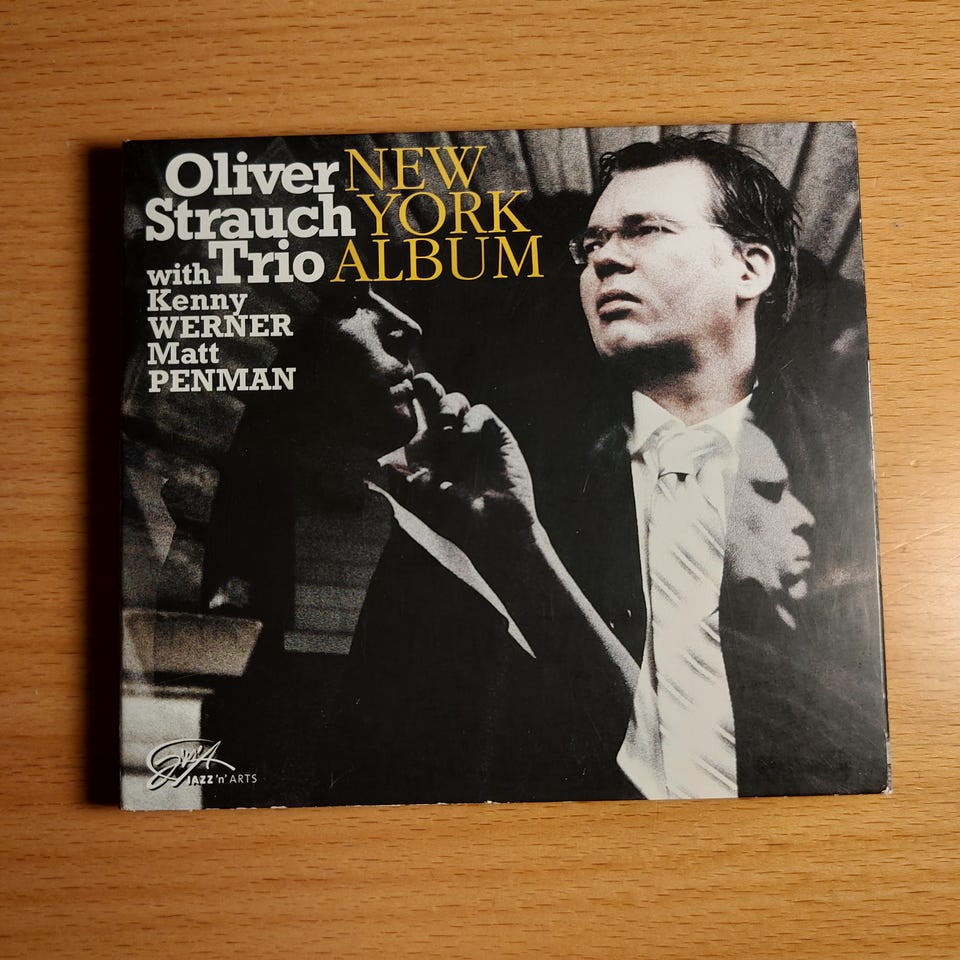 Oliver NEW
Strauch YORK
with Trio ALBUM
Kenny
WERNER
Matt
PENMAN
JAZZ 'n' ARTS